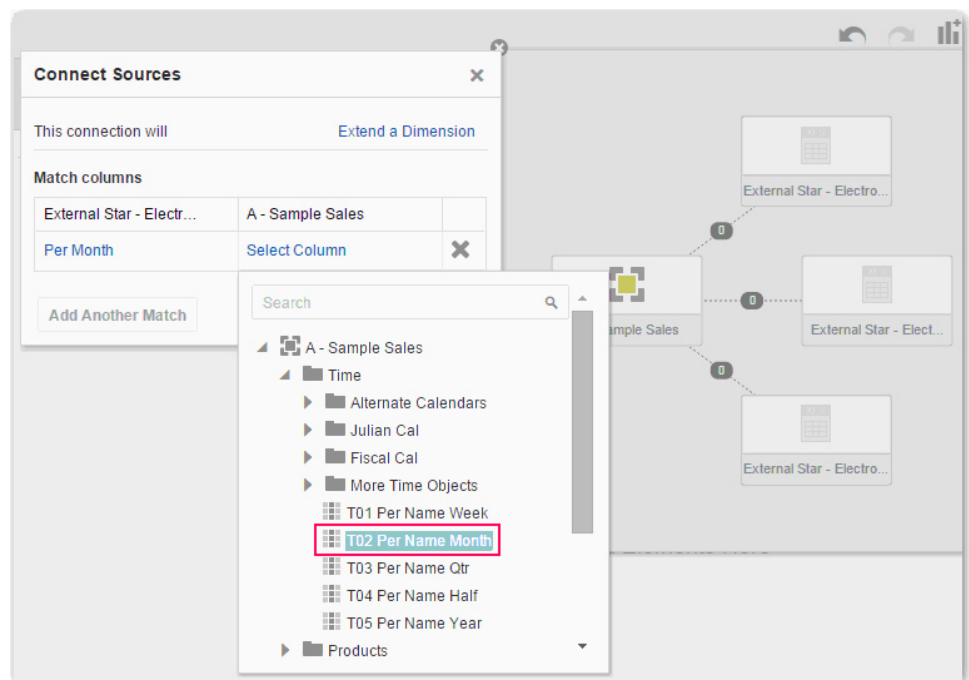 Connect Sources
This connection will Extend a Dimension
Match columns
External Star - Electr... A - Sample Sales
Per Month Select Column
Add Another Match
Search
A - Sample Sales
Time
Alternate Calendars
Julian Cal
Fiscal Cal
More Time Objects
T01 Per Name Week
T02 Per Name Month
T03 Per Name Qtr
T04 Per Name Half
T05 Per Name Year
Products
External Star - Electro...
0
Sample Sales
0
External Star - Elect...
0
External Star - Electro...